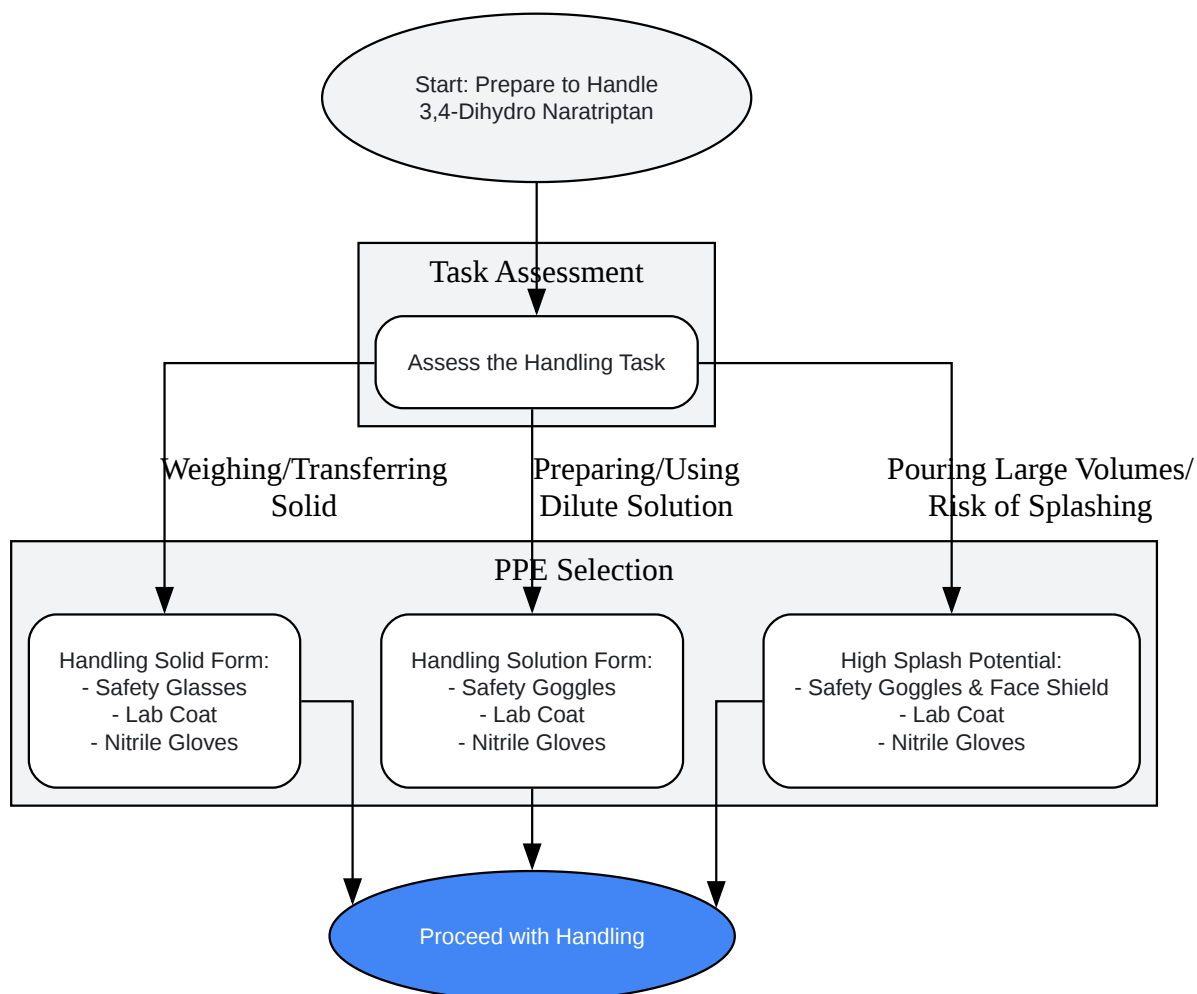 Start: Prepare to Handle
3,4-Dihydro Naratriptan
Task Assessment
Assess the Handling Task
Weighing/Transferring
Solid
Preparing/Using
Dilute Solution
Pouring Large Volumes/
Risk of Splashing
PPE Selection
Handling Solid Form:
- Safety Glasses
- Lab Coat
- Nitrile Gloves
Handling Solution Form:
- Safety Goggles
- Lab Coat
- Nitrile Gloves
High Splash Potential:
- Safety Goggles & Face Shield
- Lab Coat
- Nitrile Gloves
Proceed with Handling